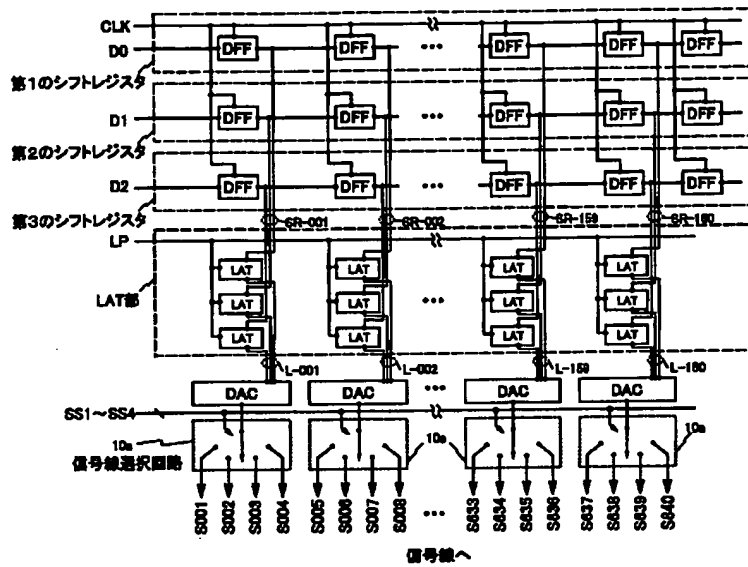 CLK
D0
DFF DFF ••• DFF DFF DFF
第1のシフトレジスタ
D1
DFF DFF ••• DFF DFF DFF
第2のシフトレジスタ
D2
DFF DFF ••• DFF DFF DFF
第3のシフトレジスタ
SR-001 SR-002 SR-159 SR-160
LP
LAT LAT LAT LAT
LAT部
LAT LAT ••• LAT LAT
LAT LAT LAT LAT
L-001 L-002 L-159 L-160
DAC DAC ••• DAC DAC
SS1～SS4
10a 10a 10a
信号線選択回路
S001 S002 S003 S004 S005 S006 S007 S008 ••• S633 S634 S635 S636 S637 S638 S639 S640
信号線へ